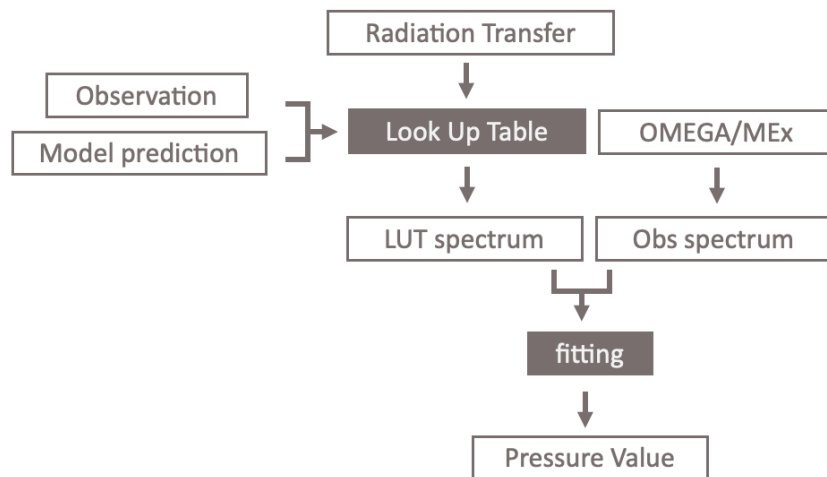 Radiation Transfer
Observation
Model prediction
Look Up Table
OMEGA/MEx
LUT spectrum
Obs spectrum
fitting
Pressure Value